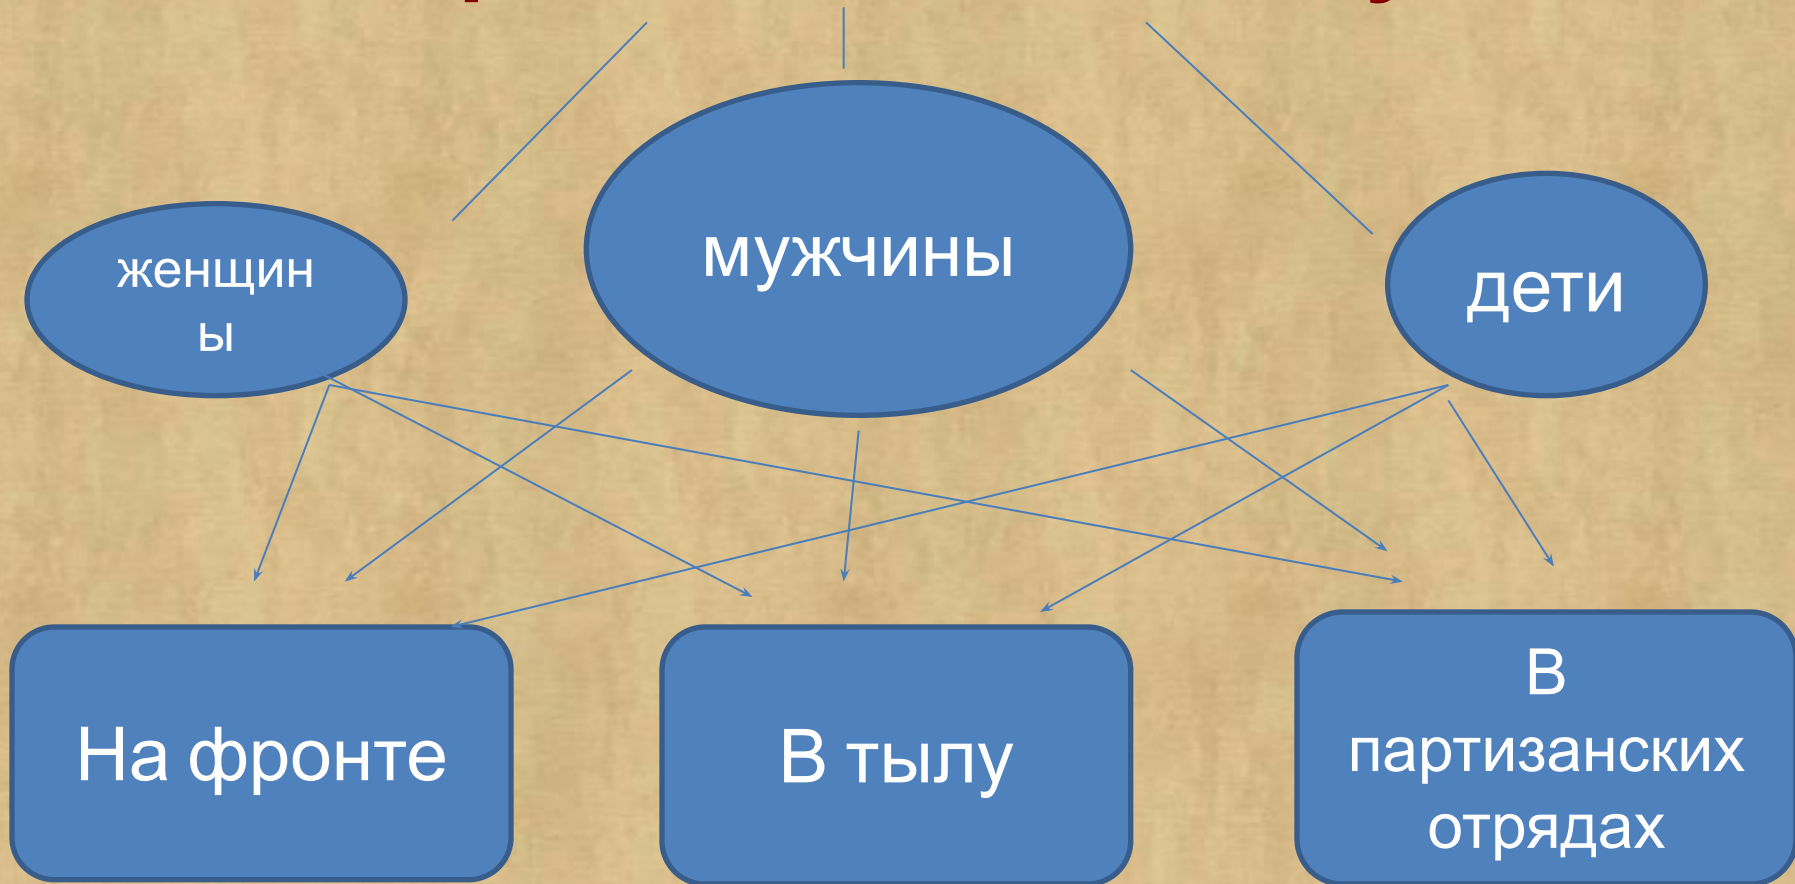 женщин
ы
мужчины
дети
На фронте
В тылу
В
партизанских
отрядах